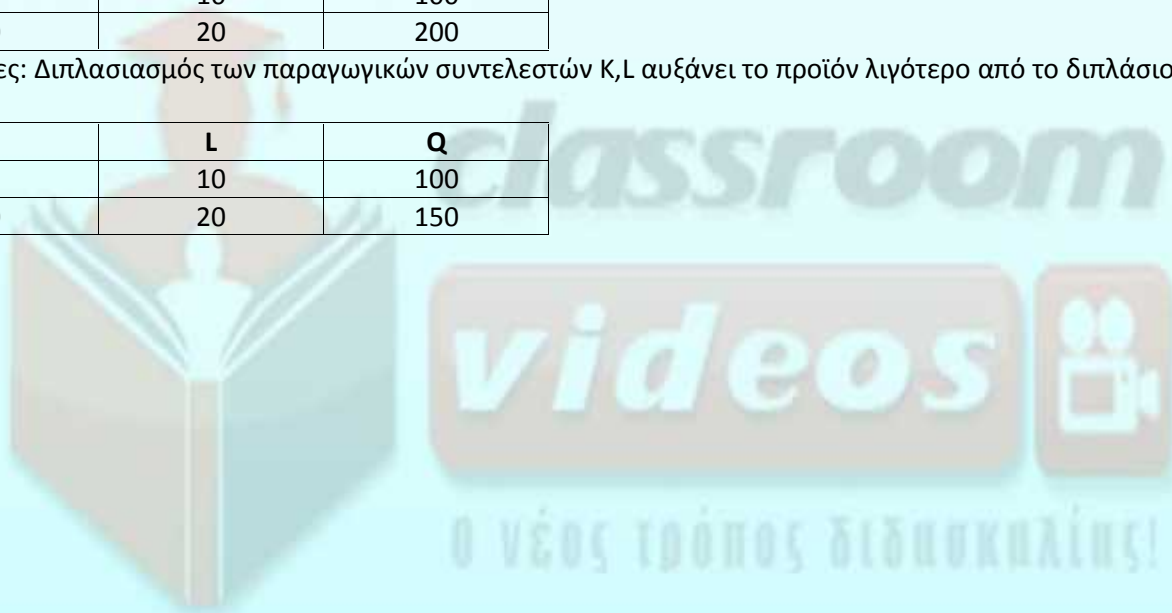 20 200
ες: Διπλασιασμός των παραγωγικών συντελεστών K,L αυξάνει το προϊόν λιγότερο από το διπλάσιο
L Q
10 100
20 150
classroom
videos
Ο νέος τρόπος διδασκαλίας!